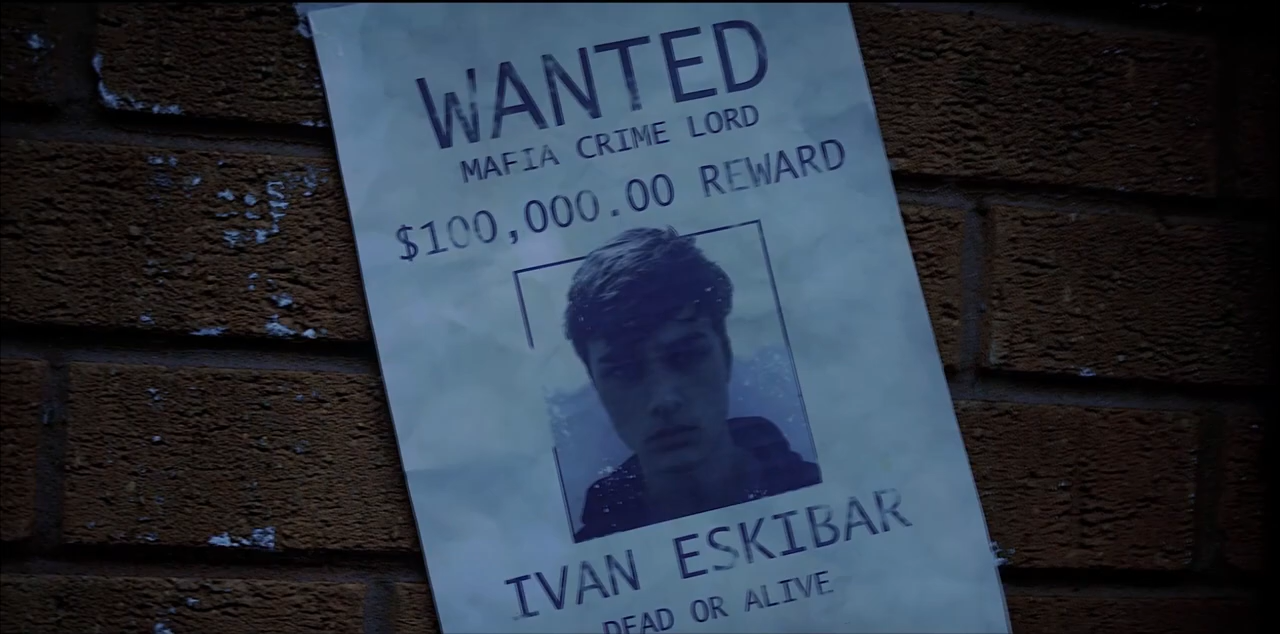 WANTED
MAFIA CRIME LORD
$100,000.00 REWARD
IVAN ESKIBAR
DEAD OR ALIVE